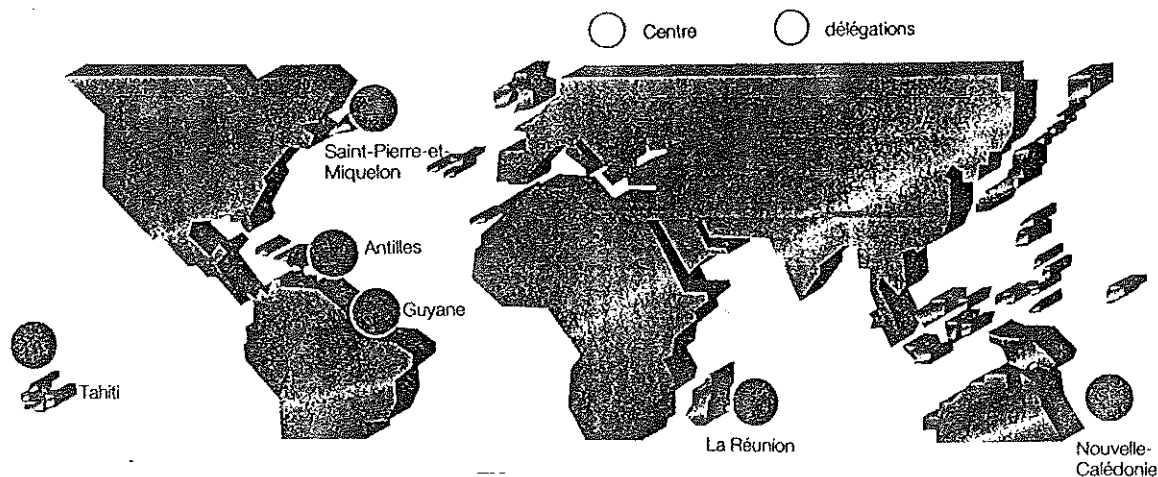 Centre
délégations
Saint-Pierre-et-
Miquelon
Antilles
Guyane
Tahiti
La Réunion
Nouvelle-
Calédonie